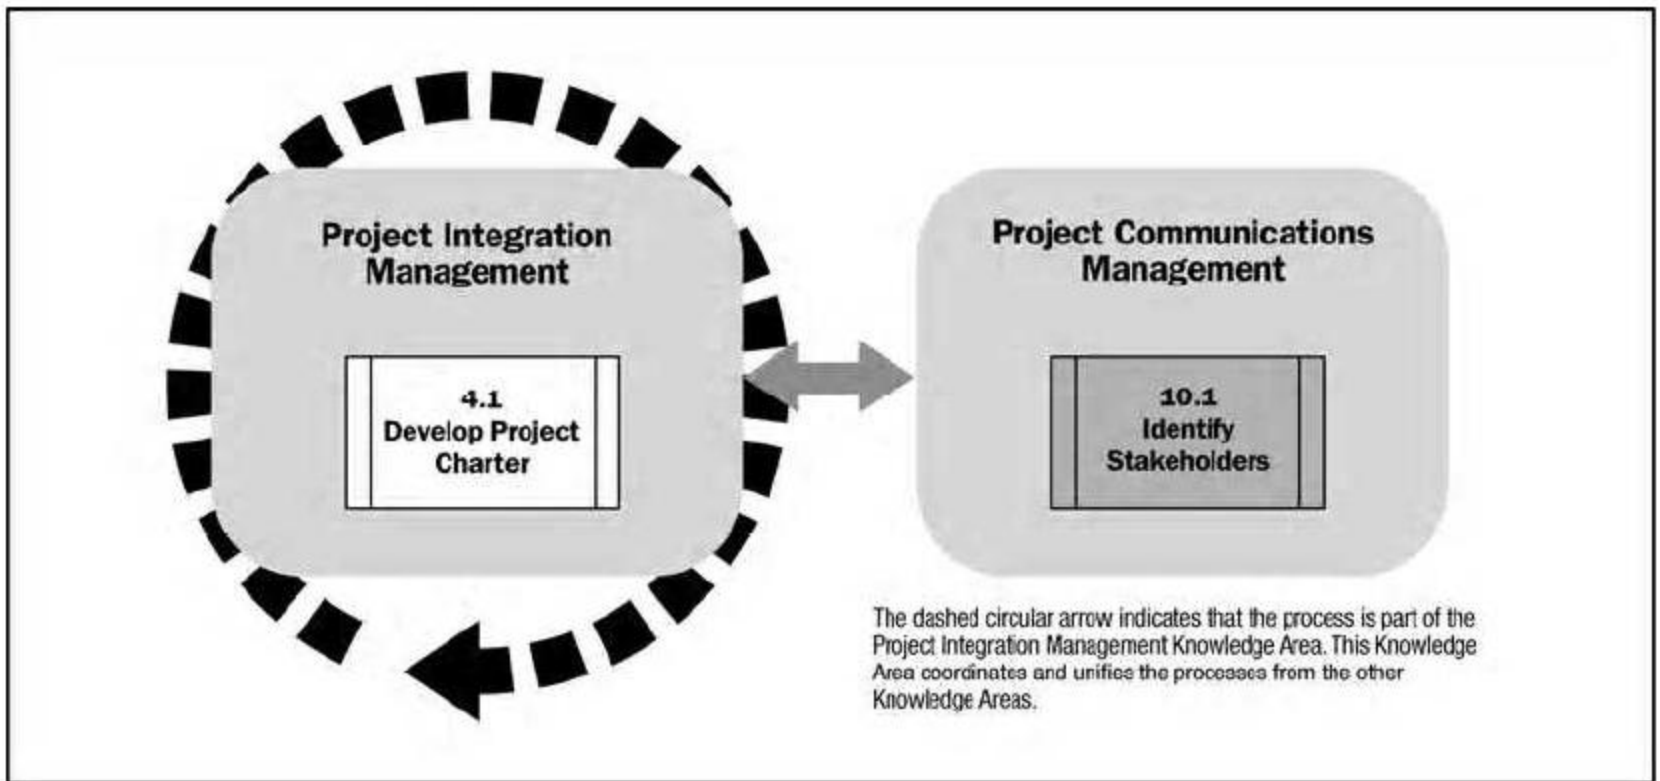 Project Integration
Management
4.1
Develop Project
Charter
Project Communications
Management
10.1
Identify
Stakeholders
The dashed circular arrow indicates that the process is part of the
Project Integration Management Knowledge Area. This Knowledge
Area coordinates and unifies the processes from the other
Knowledge Areas.